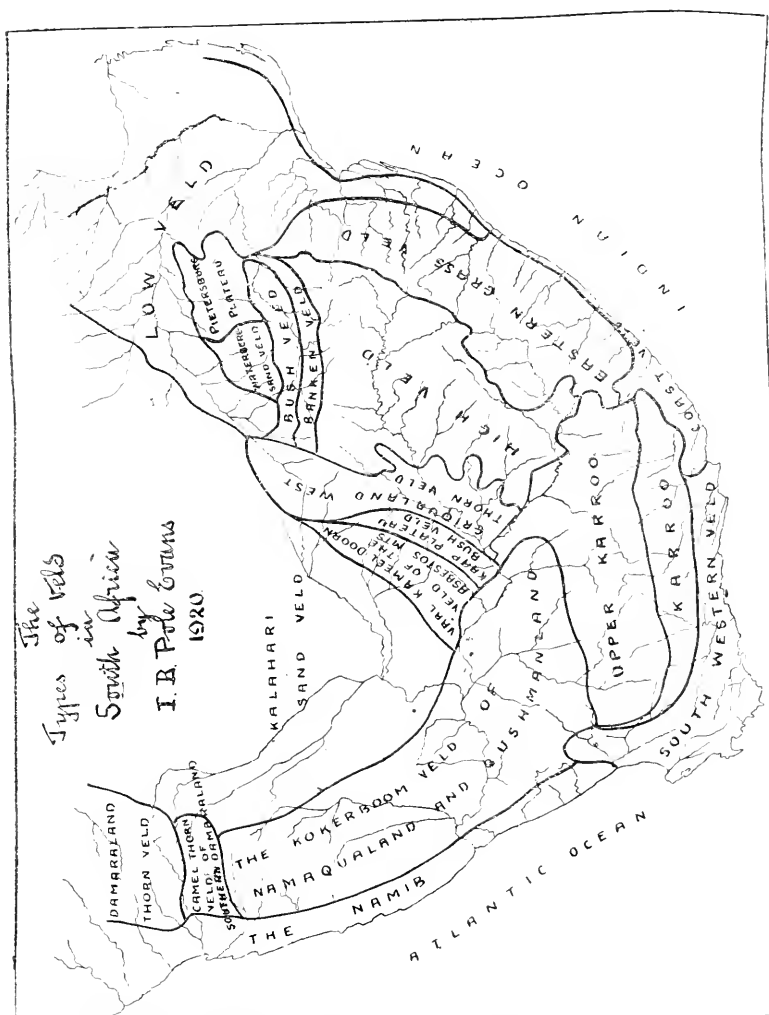 The
Types of Veld
in
South Africa
by
I. B. Pole Evans
1920
DAMARALAND
THORN VELD
CAMEL THORN
VELD OF
SOUTHERN DAMARALAND
THE NAMIB
THE KOKERBOOM VELD OF
NAMAQUALAND AND BUSHMANLAND
KALAHARI
SAND VELD
VAAL KAMEEL DOORN
VELD OF THE
ASBESTOS MTS
KAAP PLATEAU
BUSH VELD
GRIQUALAND WEST
THORN VELD
LOW VELD
PIETERSBURG
PLATEAU
WATERBERG
SAND VELD
BUSH VELD
BANKEN VELD
HIGH VELD
EASTERN GRASS VELD
COAST VELD
UPPER KARROO
KARROO
SOUTH WESTERN VELD
ATLANTIC OCEAN
INDIAN OCEAN